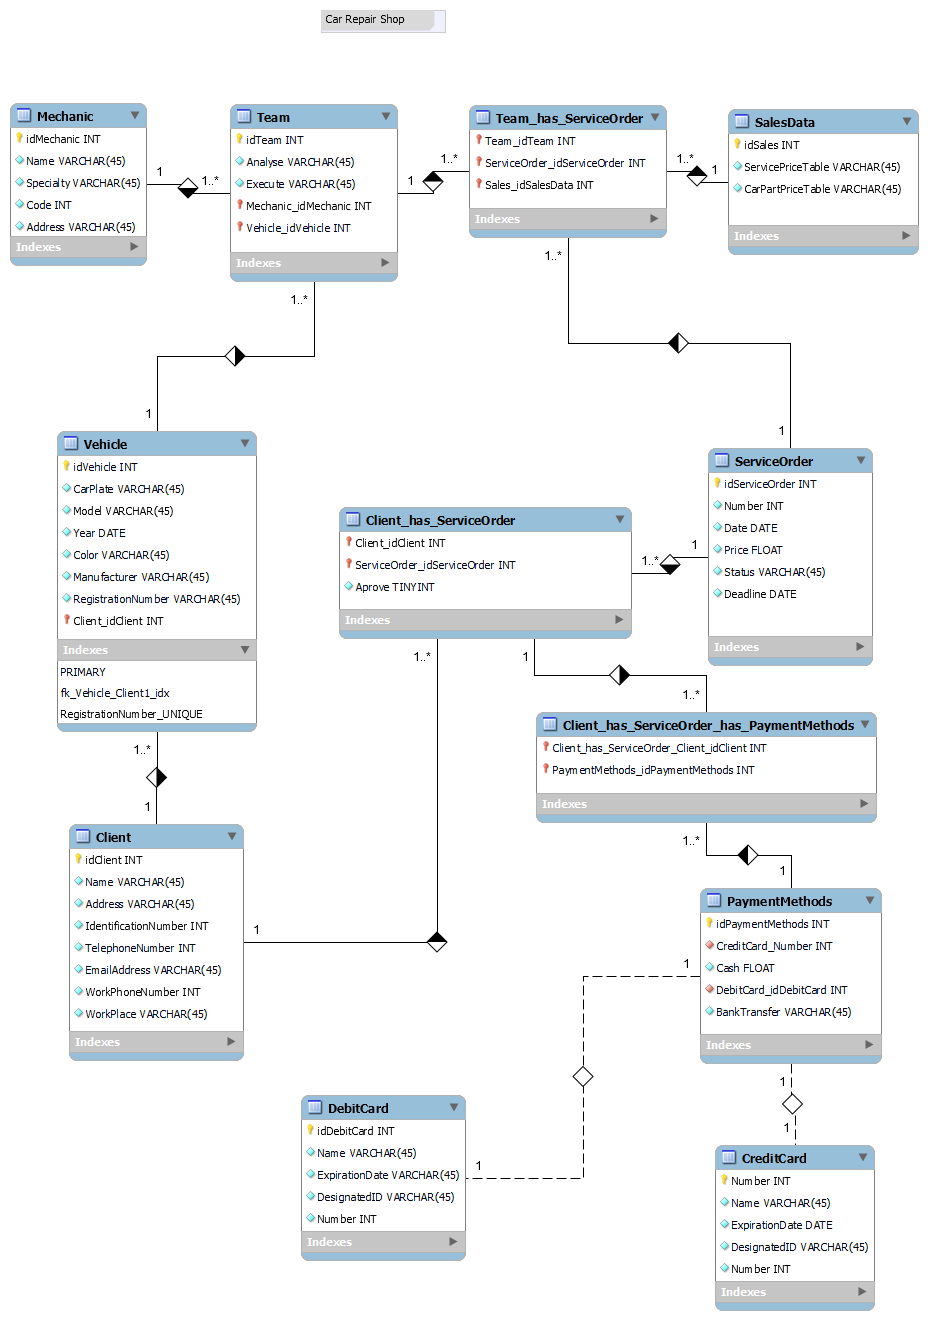 Car Repair Shop
Mechanic
idMechanic INT
Name VARCHAR(45)
Specialty VARCHAR(45)
Code INT
Address VARCHAR(45)
Indexes
1
1..*
Team
idTeam INT
Analyse VARCHAR(45)
Execute VARCHAR(45)
Mechanic_idMechanic INT
Vehicle_idVehicle INT
Indexes
1
1..*
Team_has_ServiceOrder
Team_idTeam INT
ServiceOrder_idServiceOrder INT
Sales_idSalesData INT
Indexes
1..*
1
SalesData
idSales INT
ServicePriceTable VARCHAR(45)
CarPartPriceTable VARCHAR(45)
Indexes
1..*
1
1..*
1
Vehicle
idVehicle INT
CarPlate VARCHAR(45)
Model VARCHAR(45)
Year DATE
Color VARCHAR(45)
Manufacturer VARCHAR(45)
RegistrationNumber VARCHAR(45)
Client_idClient INT
Indexes
PRIMARY
fk_Vehicle_Client1_idx
RegistrationNumber_UNIQUE
Client_has_ServiceOrder
Client_idClient INT
ServiceOrder_idServiceOrder INT
Aprove TINYINT
Indexes
1..*
1
ServiceOrder
idServiceOrder INT
Number INT
Date DATE
Price FLOAT
Status VARCHAR(45)
Deadline DATE
Indexes
1..*
1
1..*
Client_has_ServiceOrder_has_PaymentMethods
Client_has_ServiceOrder_Client_idClient INT
PaymentMethods_idPaymentMethods INT
Indexes
1..*
1
1..*
1
Client
idClient INT
Name VARCHAR(45)
Address VARCHAR(45)
IdentificationNumber INT
TelephoneNumber INT
EmailAddress VARCHAR(45)
WorkPhoneNumber INT
WorkPlace VARCHAR(45)
Indexes
1
PaymentMethods
idPaymentMethods INT
CreditCard_Number INT
Cash FLOAT
DebitCard_idDebitCard INT
BankTransfer VARCHAR(45)
Indexes
1
1
1
1
DebitCard
idDebitCard INT
Name VARCHAR(45)
ExpirationDate VARCHAR(45)
DesignatedID VARCHAR(45)
Number INT
Indexes
CreditCard
Number INT
Name VARCHAR(45)
ExpirationDate DATE
DesignatedID VARCHAR(45)
Number INT
Indexes